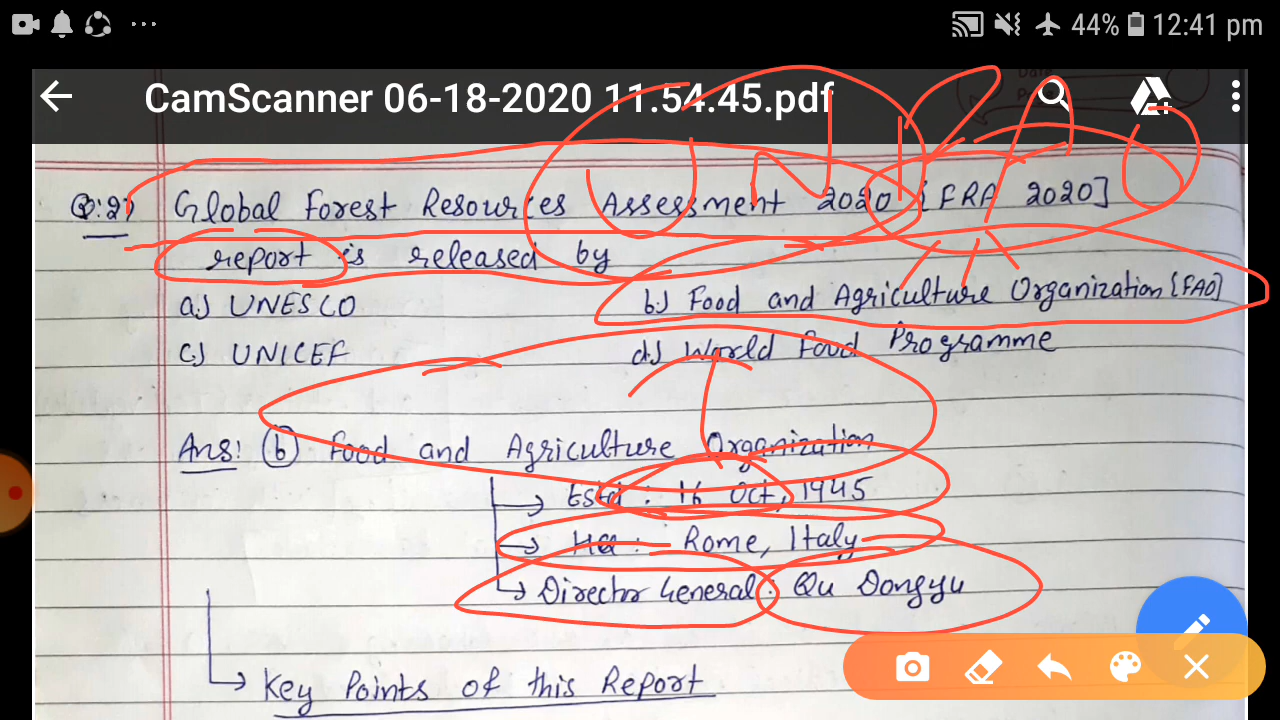 44% 12:41 pm
CamScanner 06-18-2020 11.54.45.pdf
Q:2) Global Forest Resources Assessment 2020 [FRA 2020]
report is released by
a.) UNESCO b.) Food and Agriculture Organization [FAO]
c.) UNICEF d.) World Food Programme
Ans: (b) Food and Agriculture Organization
Estd : 16 Oct, 1945
HQ : Rome, Italy
Director General : Qu Dongyu
Key Points of this Report